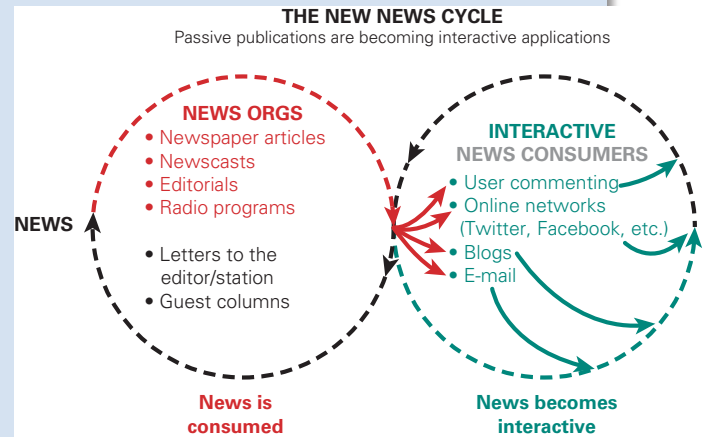 THE NEW NEWS CYCLE
Passive publications are becoming interactive applications
NEWS ORGS
• Newspaper articles
• Newscasts
• Editorials
• Radio programs
NEWS
• Letters to the
editor/station
• Guest columns
INTERACTIVE
NEWS CONSUMERS
• User commenting
• Online networks
(Twitter, Facebook, etc.)
• Blogs
• E-mail
News is
consumed
News becomes
interactive